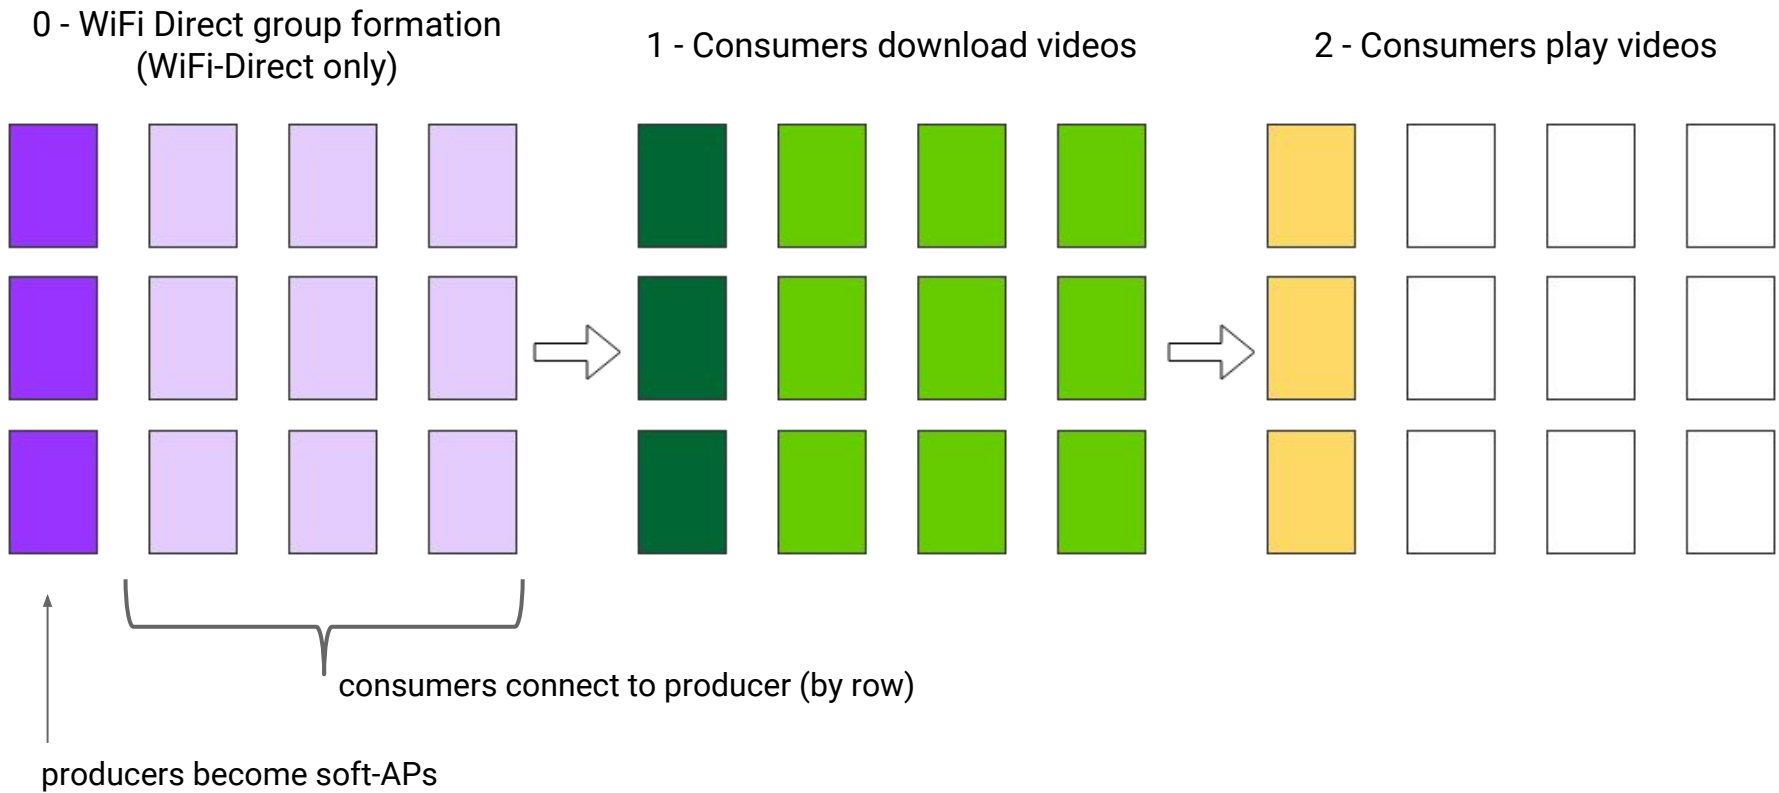 0 - WiFi Direct group formation
(WiFi-Direct only)
1 - Consumers download videos
2 - Consumers play videos
consumers connect to producer (by row)
producers become soft-APs